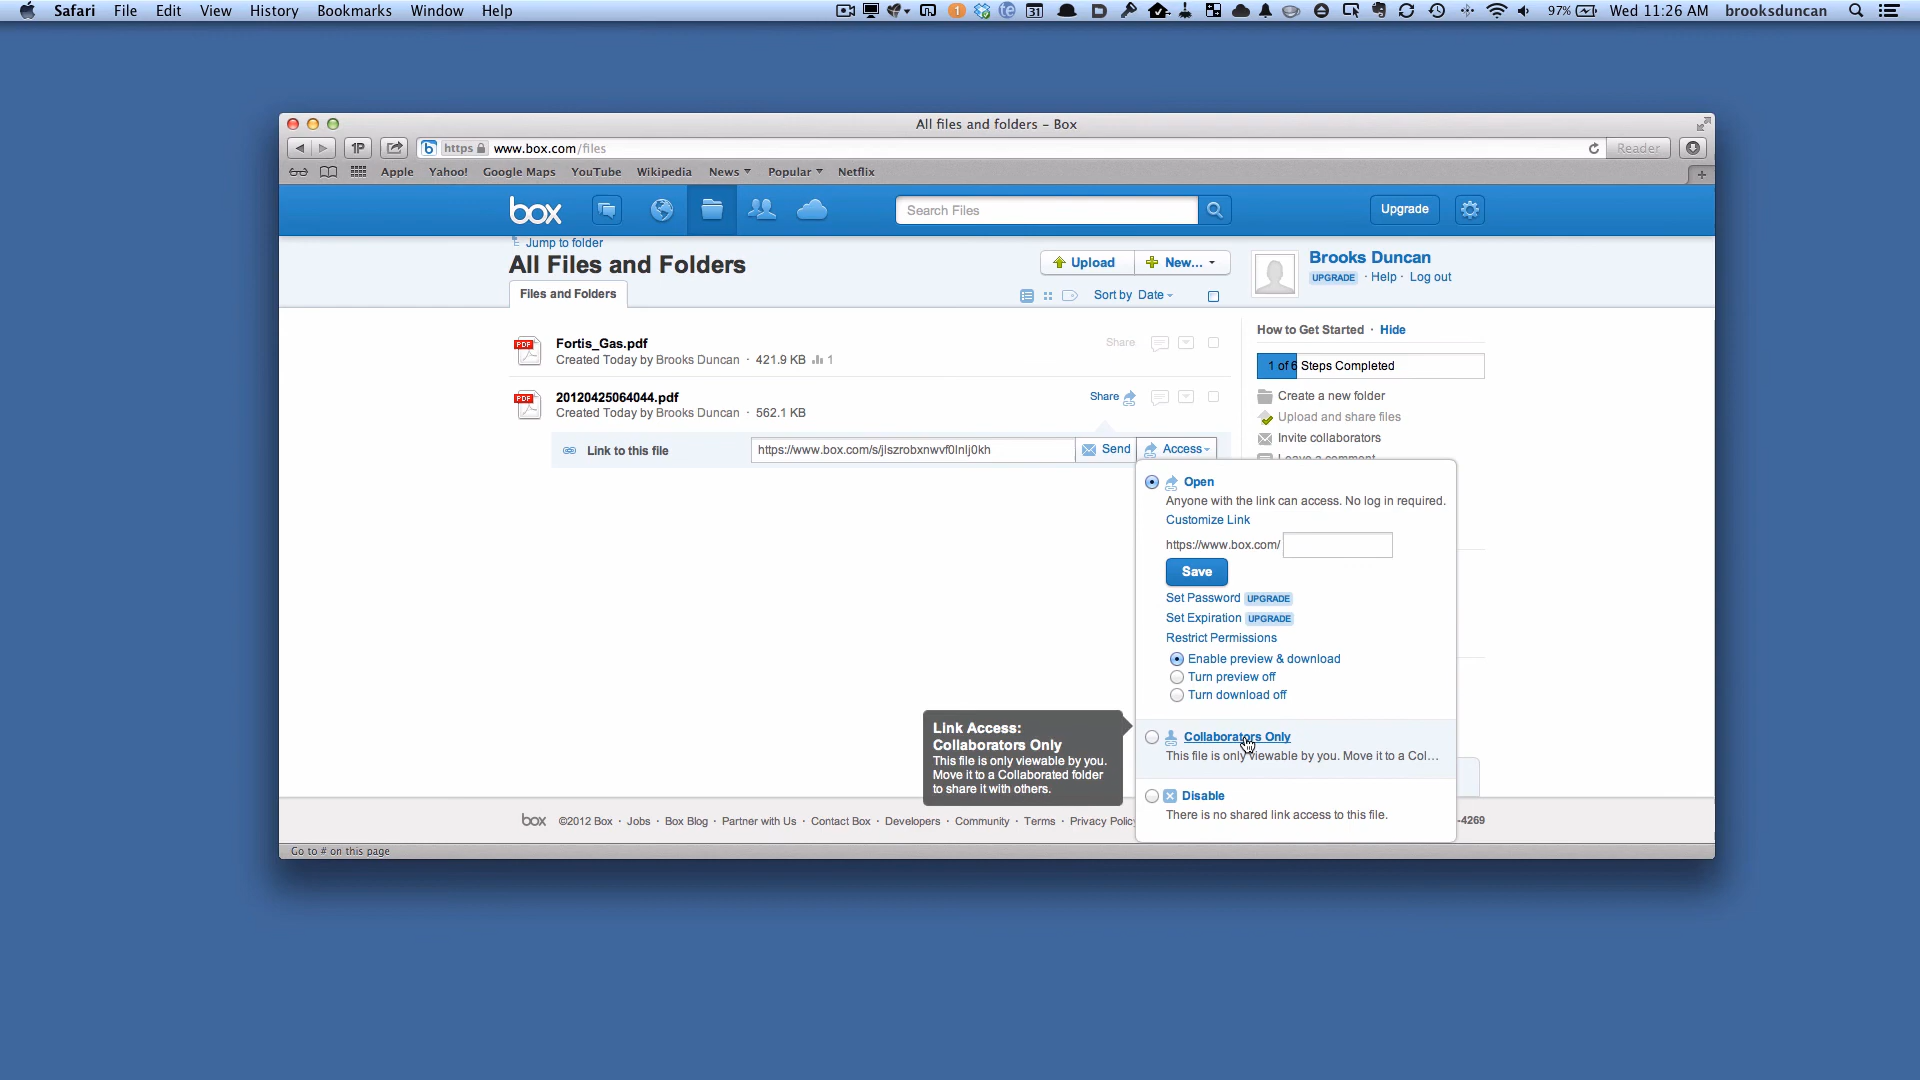 Safari File Edit View History Bookmarks Window Help
1 31 97% Wed 11:26 AM brooksduncan
All files and folders – Box
1P https www.box.com/files Reader
Apple Yahoo! Google Maps YouTube Wikipedia News Popular Netflix
box Search Files Upgrade
Jump to folder
All Files and Folders
Upload New...
Brooks Duncan
UPGRADE · Help · Log out
Files and Folders
Sort by Date
Fortis_Gas.pdf
Created Today by Brooks Duncan · 421.9 KB 1
Share
PDF
20120425064044.pdf
Created Today by Brooks Duncan · 562.1 KB
Share
PDF
Link to this file https://www.box.com/s/jlszrobxnwvf0lnlj0kh Send Access
How to Get Started · Hide
1 of 6 Steps Completed
Create a new folder
Upload and share files
Invite collaborators
Leave a comment
Open
Anyone with the link can access. No log in required.
Customize Link
https://www.box.com/
Save
Set Password UPGRADE
Set Expiration UPGRADE
Restrict Permissions
Enable preview & download
Turn preview off
Turn download off
Collaborators Only
This file is only viewable by you. Move it to a Col...
Disable
There is no shared link access to this file.
Link Access:
Collaborators Only
This file is only viewable by you.
Move it to a Collaborated folder
to share it with others.
box ©2012 Box · Jobs · Box Blog · Partner with Us · Contact Box · Developers · Community · Terms · Privacy Policy
-4269
Go to # on this page